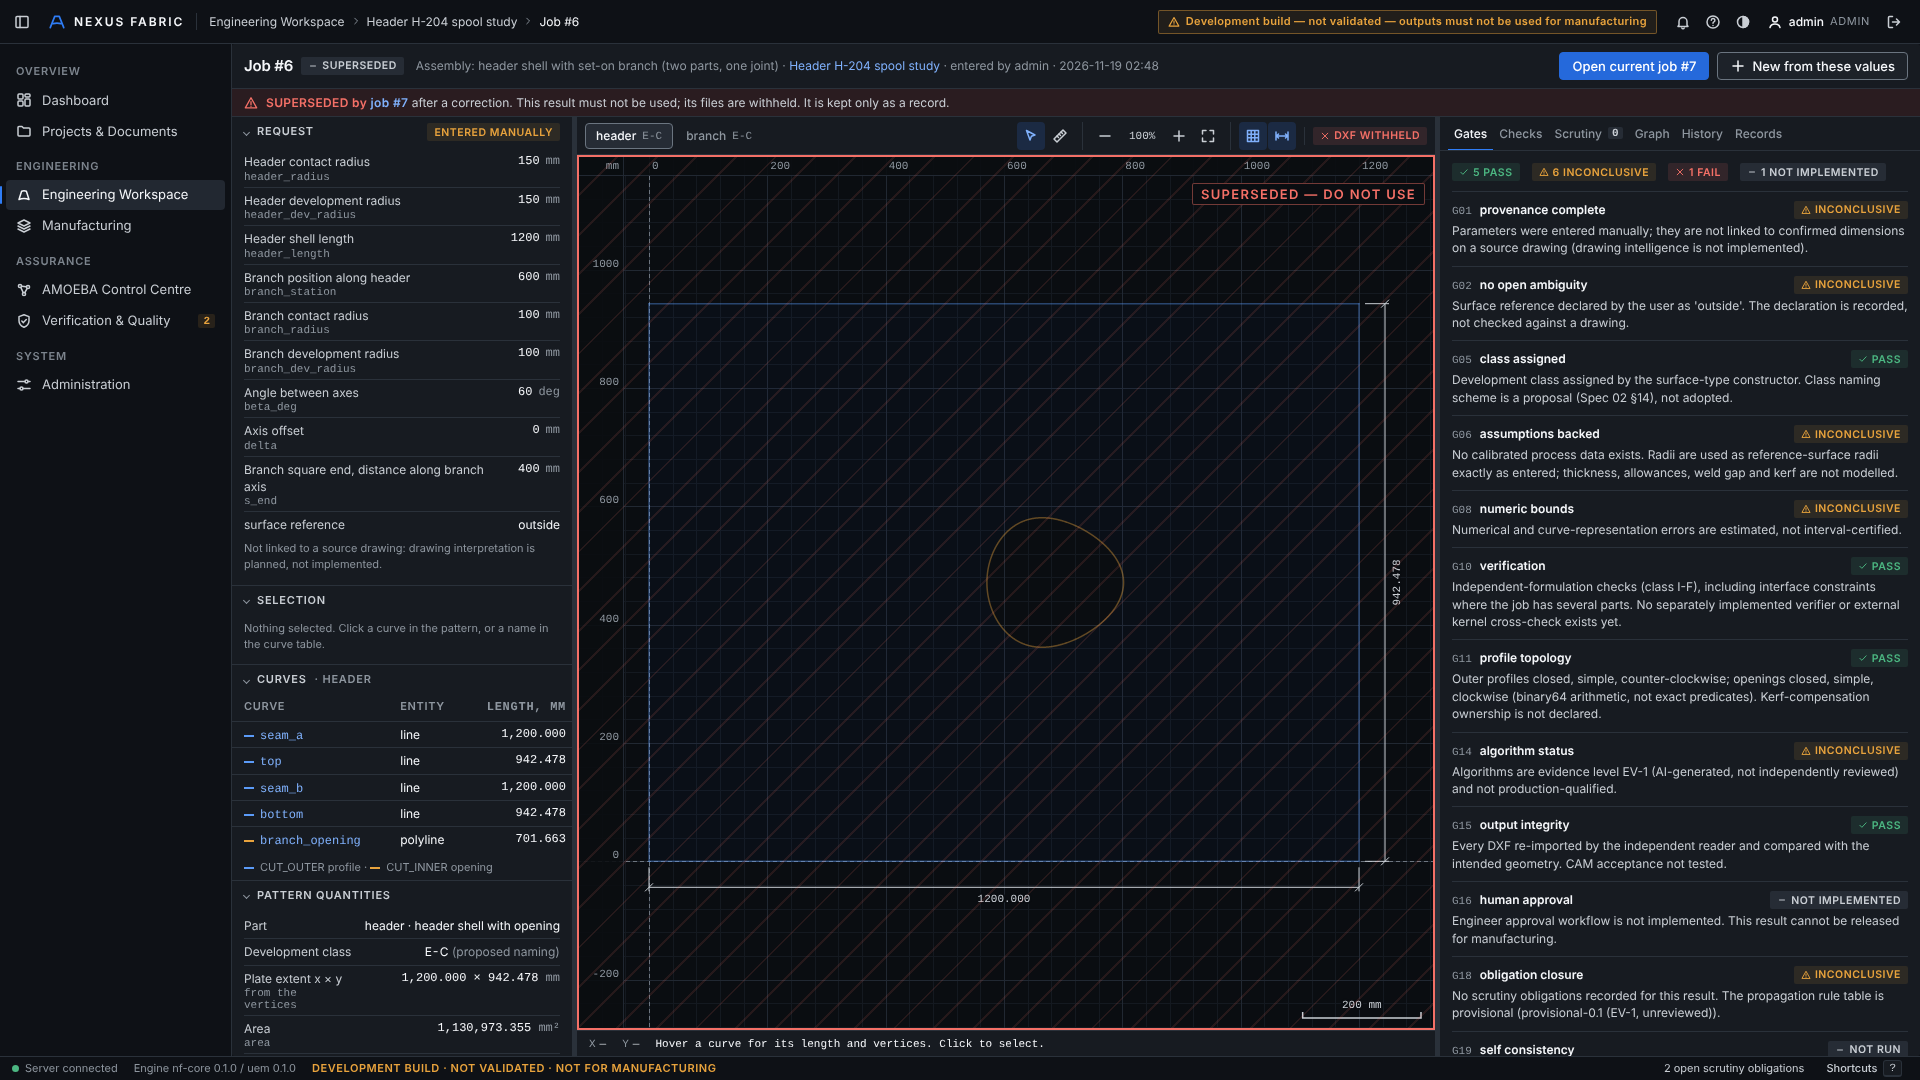 NEXUS FABRIC
Engineering Workspace > Header H-204 spool study > Job #6
Development build — not validated — outputs must not be used for manufacturing
admin ADMIN
OVERVIEW
Dashboard
Projects & Documents
ENGINEERING
Engineering Workspace
Manufacturing
ASSURANCE
AMOEBA Control Centre
Verification & Quality 2
SYSTEM
Administration
Job #6 – SUPERSEDED Assembly: header shell with set-on branch (two parts, one joint) · Header H-204 spool study · entered by admin · 2026-11-19 02:48
Open current job #7
+ New from these values
SUPERSEDED by job #7 after a correction. This result must not be used; its files are withheld. It is kept only as a record.
REQUEST ENTERED MANUALLY
Header contact radius 150 mm
header_radius
Header development radius 150 mm
header_dev_radius
Header shell length 1200 mm
header_length
Branch position along header 600 mm
branch_station
Branch contact radius 100 mm
branch_radius
Branch development radius 100 mm
branch_dev_radius
Angle between axes 60 deg
beta_deg
Axis offset 0 mm
delta
Branch square end, distance along branch 400 mm
axis
s_end
surface reference outside
Not linked to a source drawing: drawing interpretation is
planned, not implemented.
SELECTION
Nothing selected. Click a curve in the pattern, or a name in
the curve table.
CURVES · HEADER
CURVE ENTITY LENGTH, MM
seam_a line 1,200.000
top line 942.478
seam_b line 1,200.000
bottom line 942.478
branch_opening polyline 701.663
CUT_OUTER profile · CUT_INNER opening
PATTERN QUANTITIES
Part header · header shell with opening
Development class E-C (proposed naming)
Plate extent x × y 1,200.000 × 942.478 mm
from the
vertices
Area 1,130,973.355 mm²
area
header E-C branch E-C
100%
× DXF WITHHELD
mm 0 200 400 600 800 1000 1200
SUPERSEDED — DO NOT USE
1000
800
600
400
200
0
-200
942.478
1200.000
200 mm
X — Y — Hover a curve for its length and vertices. Click to select.
Gates Checks Scrutiny 0 Graph History Records
5 PASS 6 INCONCLUSIVE × 1 FAIL – 1 NOT IMPLEMENTED
G01 provenance complete INCONCLUSIVE
Parameters were entered manually; they are not linked to confirmed dimensions
on a source drawing (drawing intelligence is not implemented).
G02 no open ambiguity INCONCLUSIVE
Surface reference declared by the user as 'outside'. The declaration is recorded,
not checked against a drawing.
G05 class assigned PASS
Development class assigned by the surface-type constructor. Class naming
scheme is a proposal (Spec 02 §14), not adopted.
G06 assumptions backed INCONCLUSIVE
No calibrated process data exists. Radii are used as reference-surface radii
exactly as entered; thickness, allowances, weld gap and kerf are not modelled.
G08 numeric bounds INCONCLUSIVE
Numerical and curve-representation errors are estimated, not interval-certified.
G10 verification PASS
Independent-formulation checks (class I-F), including interface constraints
where the job has several parts. No separately implemented verifier or external
kernel cross-check exists yet.
G11 profile topology PASS
Outer profiles closed, simple, counter-clockwise; openings closed, simple,
clockwise (binary64 arithmetic, not exact predicates). Kerf-compensation
ownership is not declared.
G14 algorithm status INCONCLUSIVE
Algorithms are evidence level EV-1 (AI-generated, not independently reviewed)
and not production-qualified.
G15 output integrity PASS
Every DXF re-imported by the independent reader and compared with the
intended geometry. CAM acceptance not tested.
G16 human approval – NOT IMPLEMENTED
Engineer approval workflow is not implemented. This result cannot be released
for manufacturing.
G18 obligation closure INCONCLUSIVE
No scrutiny obligations recorded for this result. The propagation rule table is
provisional (provisional-0.1 (EV-1, unreviewed)).
G19 self consistency – NOT RUN
Server connected Engine nf-core 0.1.0 / uem 0.1.0 DEVELOPMENT BUILD · NOT VALIDATED · NOT FOR MANUFACTURING
2 open scrutiny obligations Shortcuts ?